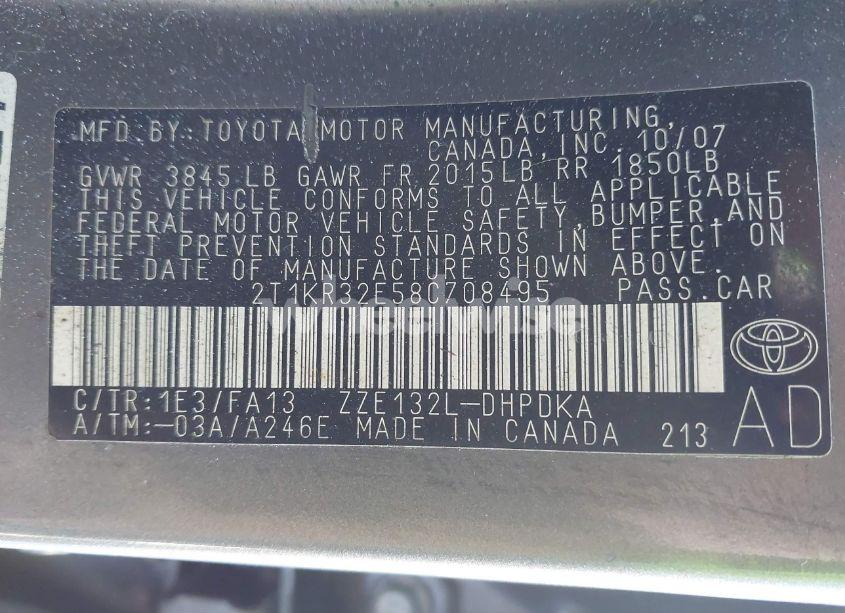 MFD BY: TOYOTA MOTOR MANUFACTURING,
CANADA, INC. 10/07
GVWR 3845 LB GAWR FR 2015LB RR 1850LB
THIS VEHICLE CONFORMS TO ALL APPLICABLE
FEDERAL MOTOR VEHICLE SAFETY, BUMPER, AND
THEFT PREVENTION STANDARDS IN EFFECT ON
THE DATE OF MANUFACTURE SHOWN ABOVE.
2T1KR32E58C708495 PASS. CAR
wheelwise
C/TR: 1E3/FA13 ZZE132L-DHPDKA
A/TM: -03A/A246E MADE IN CANADA 213 AD